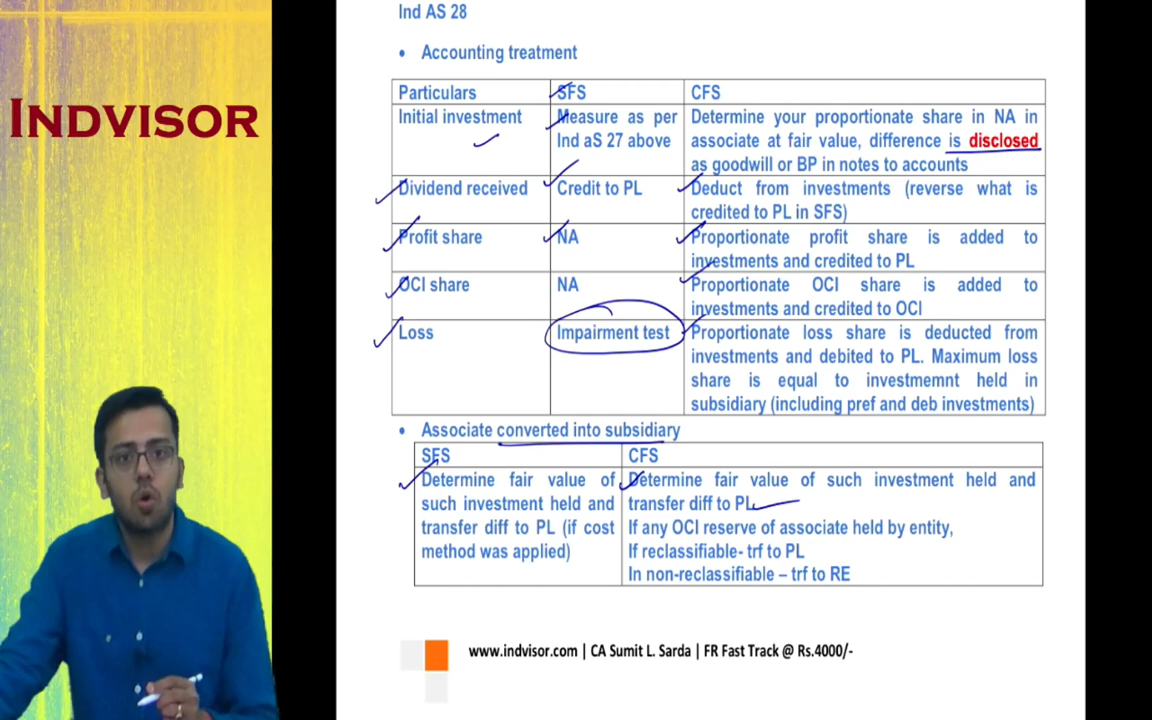 INDVISOR
Ind AS 28
• Accounting treatment
Particulars SFS CFS
Initial investment Measure as per Determine your proportionate share in NA in
Ind aS 27 above associate at fair value, difference is disclosed
as goodwill or BP in notes to accounts
Dividend received Credit to PL Deduct from investments (reverse what is
credited to PL in SFS)
Profit share NA Proportionate profit share is added to
investments and credited to PL
OCI share NA Proportionate OCI share is added to
investments and credited to OCI
Loss Impairment test Proportionate loss share is deducted from
investments and debited to PL. Maximum loss
share is equal to investmemnt held in
subsidiary (including pref and deb investments)
• Associate converted into subsidiary
SFS CFS
Determine fair value of Determine fair value of such investment held and
such investment held and transfer diff to PL
transfer diff to PL (if cost If any OCI reserve of associate held by entity,
method was applied) If reclassifiable- trf to PL
In non-reclassifiable – trf to RE
www.indvisor.com | CA Sumit L. Sarda | FR Fast Track @ Rs.4000/-